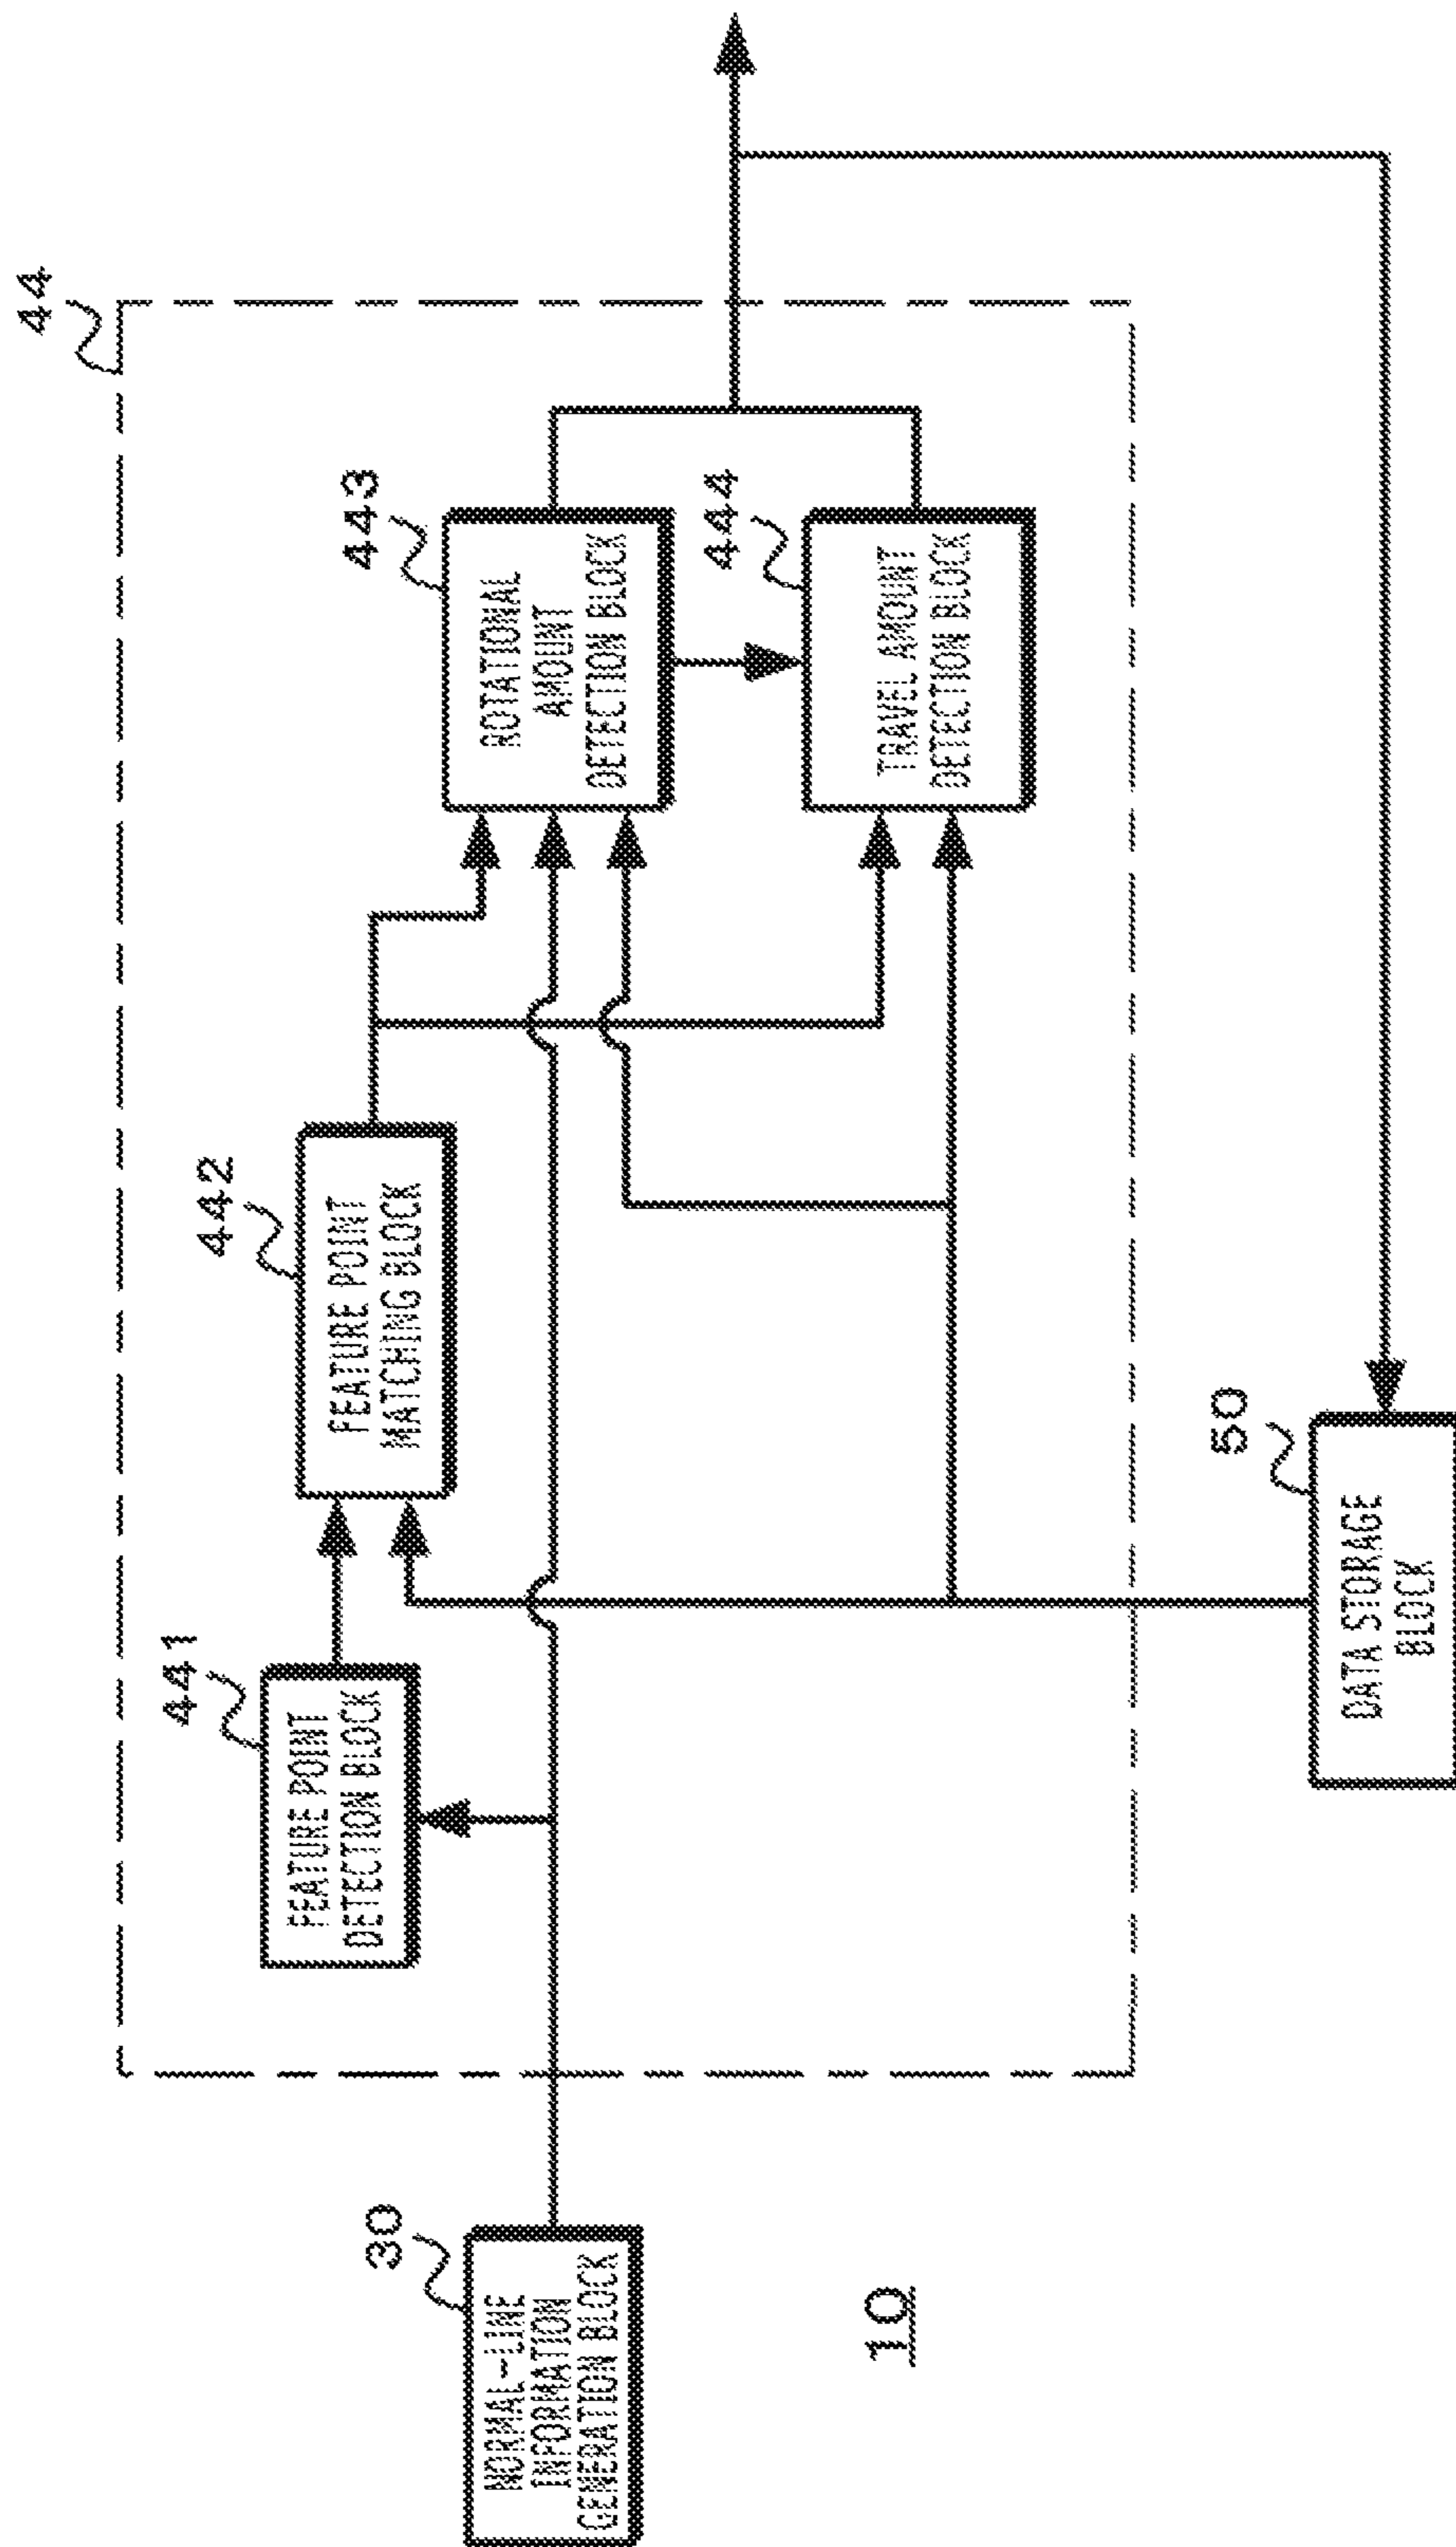 44
443
ROTATIONAL
AMOUNT
DETECTION BLOCK
444
TRAVEL AMOUNT
DETECTION BLOCK
442
FEATURE POINT
MATCHING BLOCK
441
FEATURE POINT
DETECTION BLOCK
50
DATA STORAGE
BLOCK
30
NORMAL-LINE
INFORMATION
GENERATION BLOCK
10